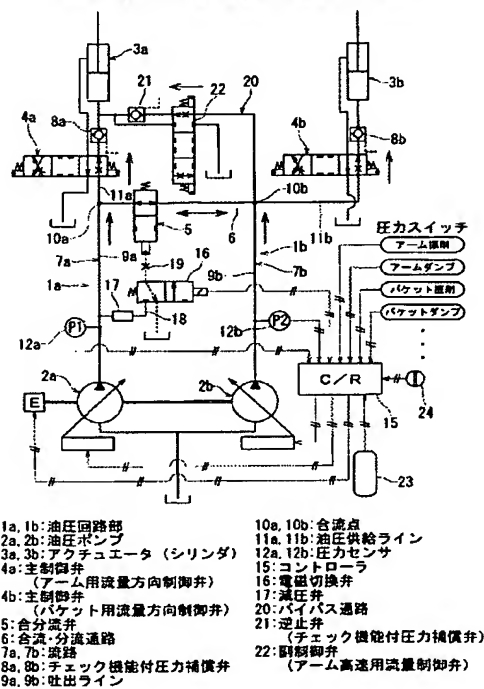 3a
21
22
20
3b
4a
8a
4b
8b
11a
10b
10a
5
6
11b
7a
9a
19
16
9b
1b
7b
1a
17
18
圧力スイッチ
アーム掘削
アームダンプ
バケット掘削
バケットダンプ
12a
P1
12b
P2
2a
2b
C/R
E
15
24
23
1a,1b:油圧回路部
2a,2b:油圧ポンプ
3a,3b:アクチュエータ (シリンダ)
4a:主制御弁
(アーム用流量方向制御弁)
4b:主制御弁
(バケット用流量方向制御弁)
5:合分流弁
6:合流・分流通路
7a,7b:流路
8a,8b:チェック機能付圧力補償弁
9a,9b:吐出ライン
10a,10b:合流点
11a,11b:油圧供給ライン
12a,12b:圧力センサ
15:コントローラ
16:電磁切換弁
17:減圧弁
20:バイパス通路
21:逆止弁
(チェック機能付圧力補償弁)
22:副制御弁
(アーム高速用流量制御弁)